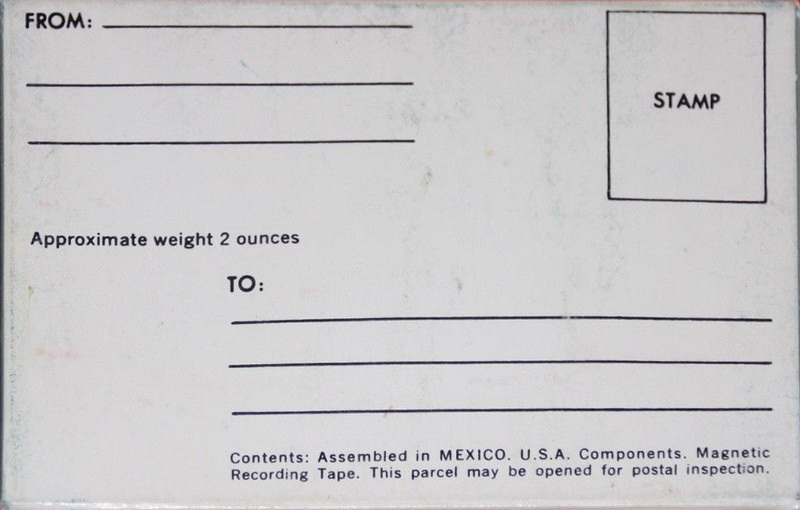 FROM:
STAMP
Approximate weight 2 ounces
TO:
Contents: Assembled in MEXICO. U.S.A. Components. Magnetic
Recording Tape. This parcel may be opened for postal inspection.